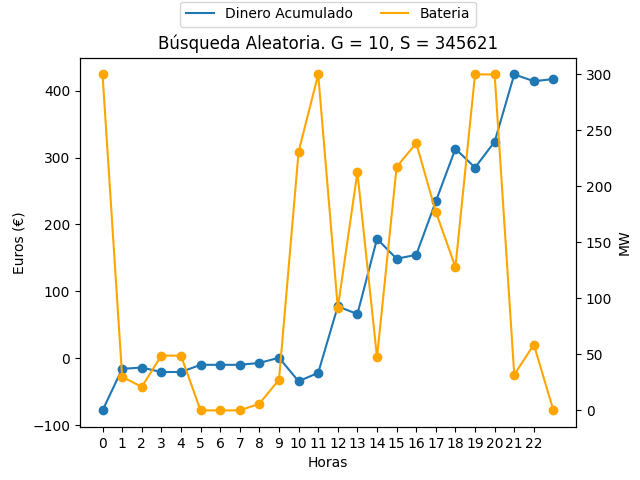 Dinero Acumulado Bateria
Búsqueda Aleatoria. G = 10, S = 345621
400
300
200
100
0
−100
Euros (€)
300
250
200
150
100
50
0
MW
0 1 2 3 4 5 6 7 8 9 10 11 12 13 14 15 16 17 18 19 20 21 22
Horas